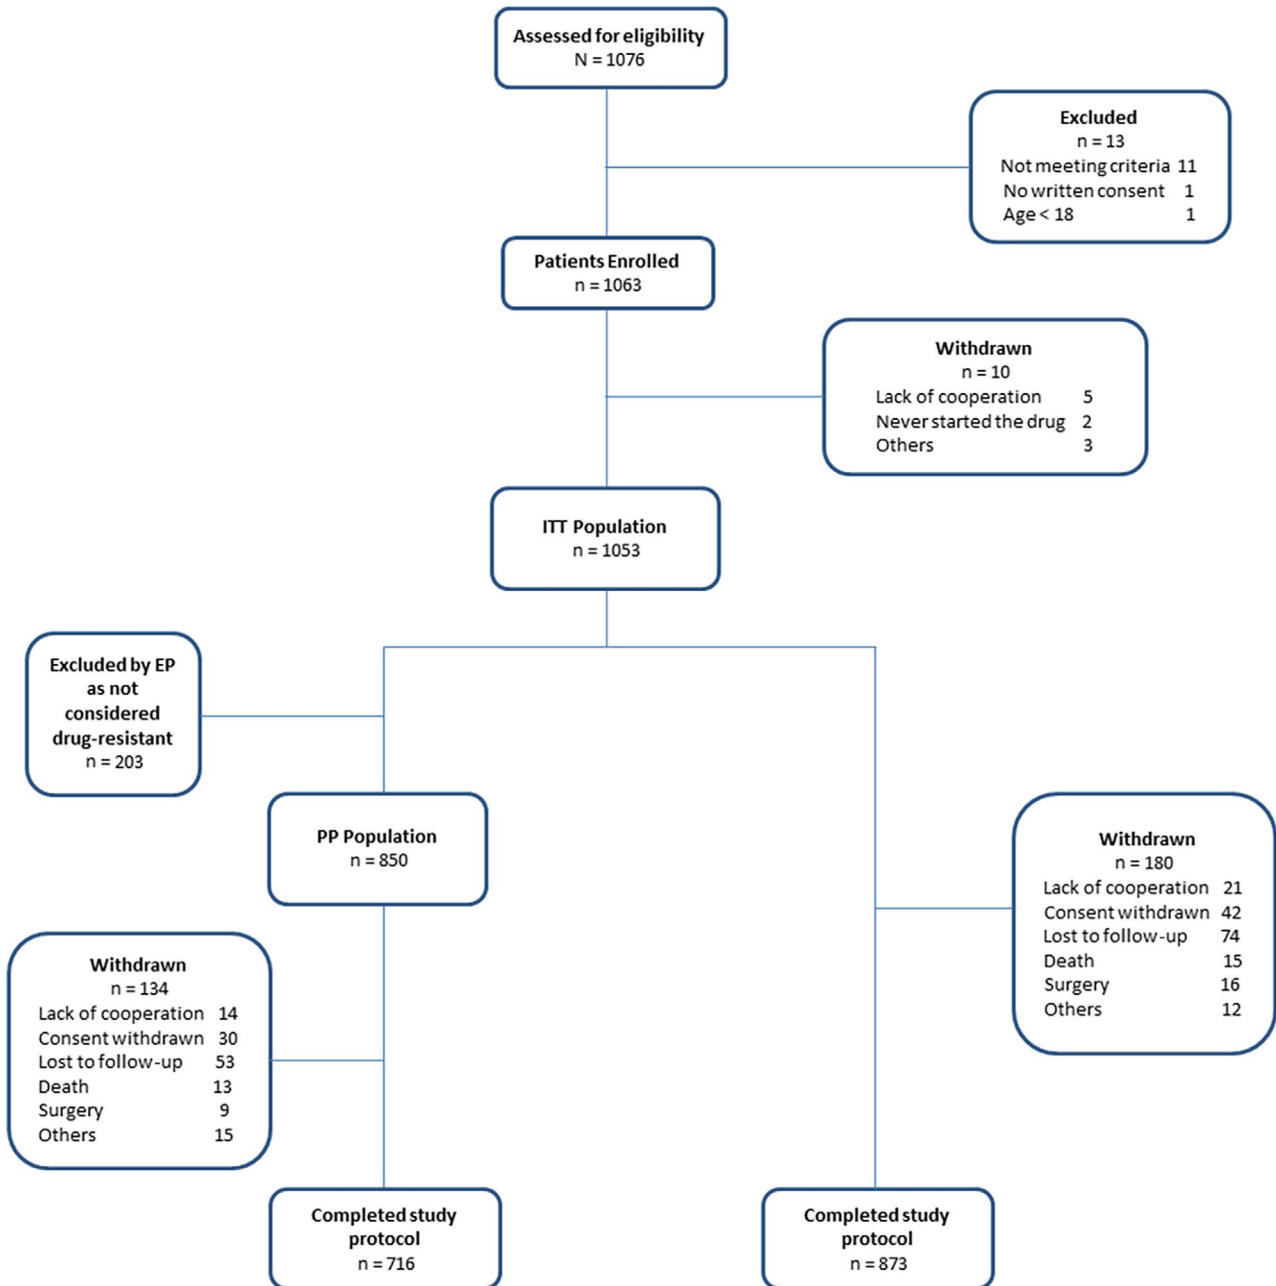 Assessed for eligibility
N = 1076
Excluded
n = 13
Not meeting criteria 11
No written consent 1
Age < 18 1
Patients Enrolled
n = 1063
Withdrawn
n = 10
Lack of cooperation 5
Never started the drug 2
Others 3
ITT Population
n = 1053
Excluded by EP
as not
considered
drug-resistant
n = 203
PP Population
n = 850
Withdrawn
n = 180
Lack of cooperation 21
Consent withdrawn 42
Lost to follow-up 74
Death 15
Surgery 16
Others 12
Withdrawn
n = 134
Lack of cooperation 14
Consent withdrawn 30
Lost to follow-up 53
Death 13
Surgery 9
Others 15
Completed study
protocol
n = 716
Completed study
protocol
n = 873